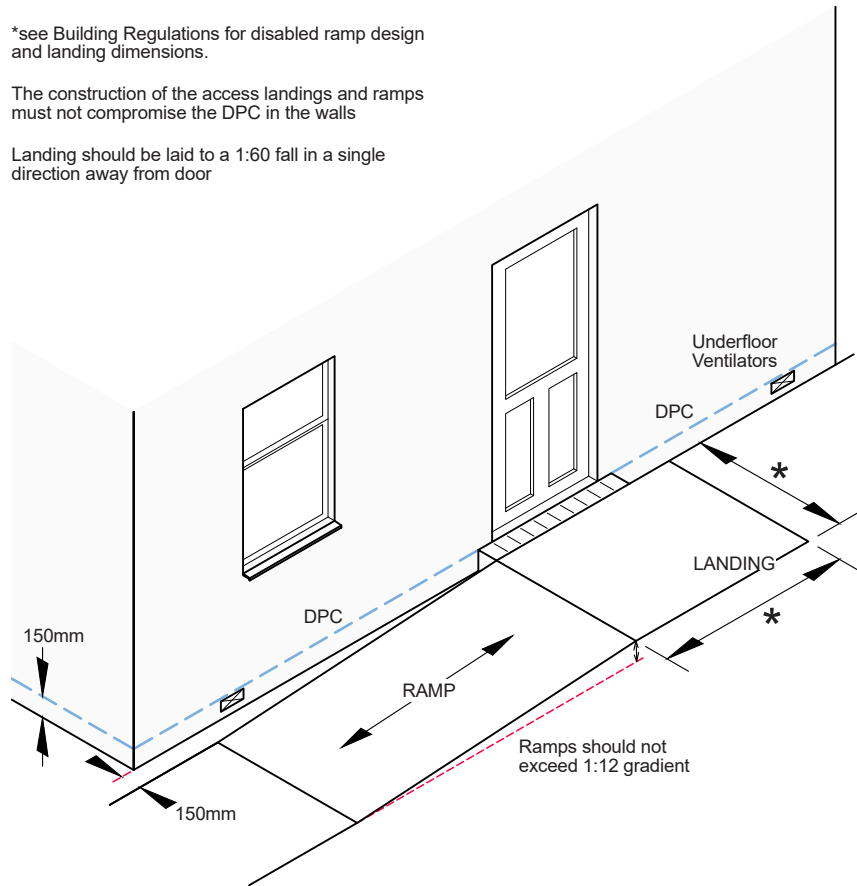 *see Building Regulations for disabled ramp design
and landing dimensions.
The construction of the access landings and ramps
must not compromise the DPC in the walls
Landing should be laid to a 1:60 fall in a single
direction away from door
Underfloor
Ventilators
DPC
*
LANDING
*
DPC
150mm
RAMP
Ramps should not
exceed 1:12 gradient
150mm